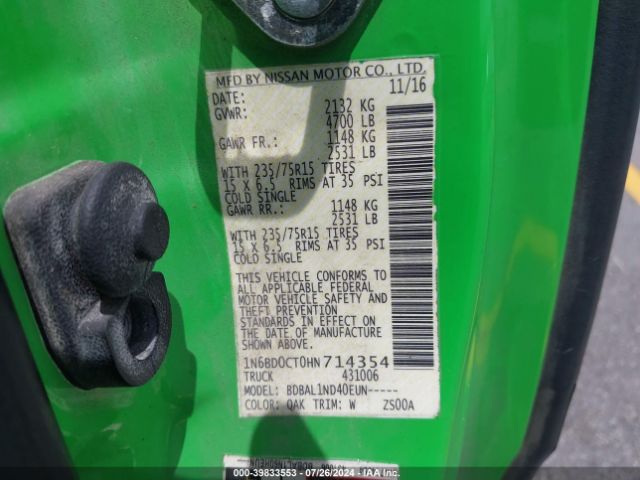 MFD BY NISSAN MOTOR CO., LTD.
DATE: 11/16
GVWR: 2132 KG
4700 LB
GAWR FR.: 1148 KG
2531 LB
WITH 235/75R15 TIRES
15 X 6.5 RIMS AT 35 PSI
COLD SINGLE
GAWR RR.: 1148 KG
2531 LB
WITH 235/75R15 TIRES
15 X 6.5 RIMS AT 35 PSI
COLD SINGLE
THIS VEHICLE CONFORMS TO
ALL APPLICABLE FEDERAL
MOTOR VEHICLE SAFETY AND
THEFT PREVENTION
STANDARDS IN EFFECT ON
THE DATE OF MANUFACTURE
SHOWN ABOVE.
1N6BD0CT0HN714354
TRUCK 431006
MODEL: BDBAL1ND40EUN-----
COLOR: QAK TRIM: W ZS00A
000-39833553 - 07/26/2024 - IAA Inc.